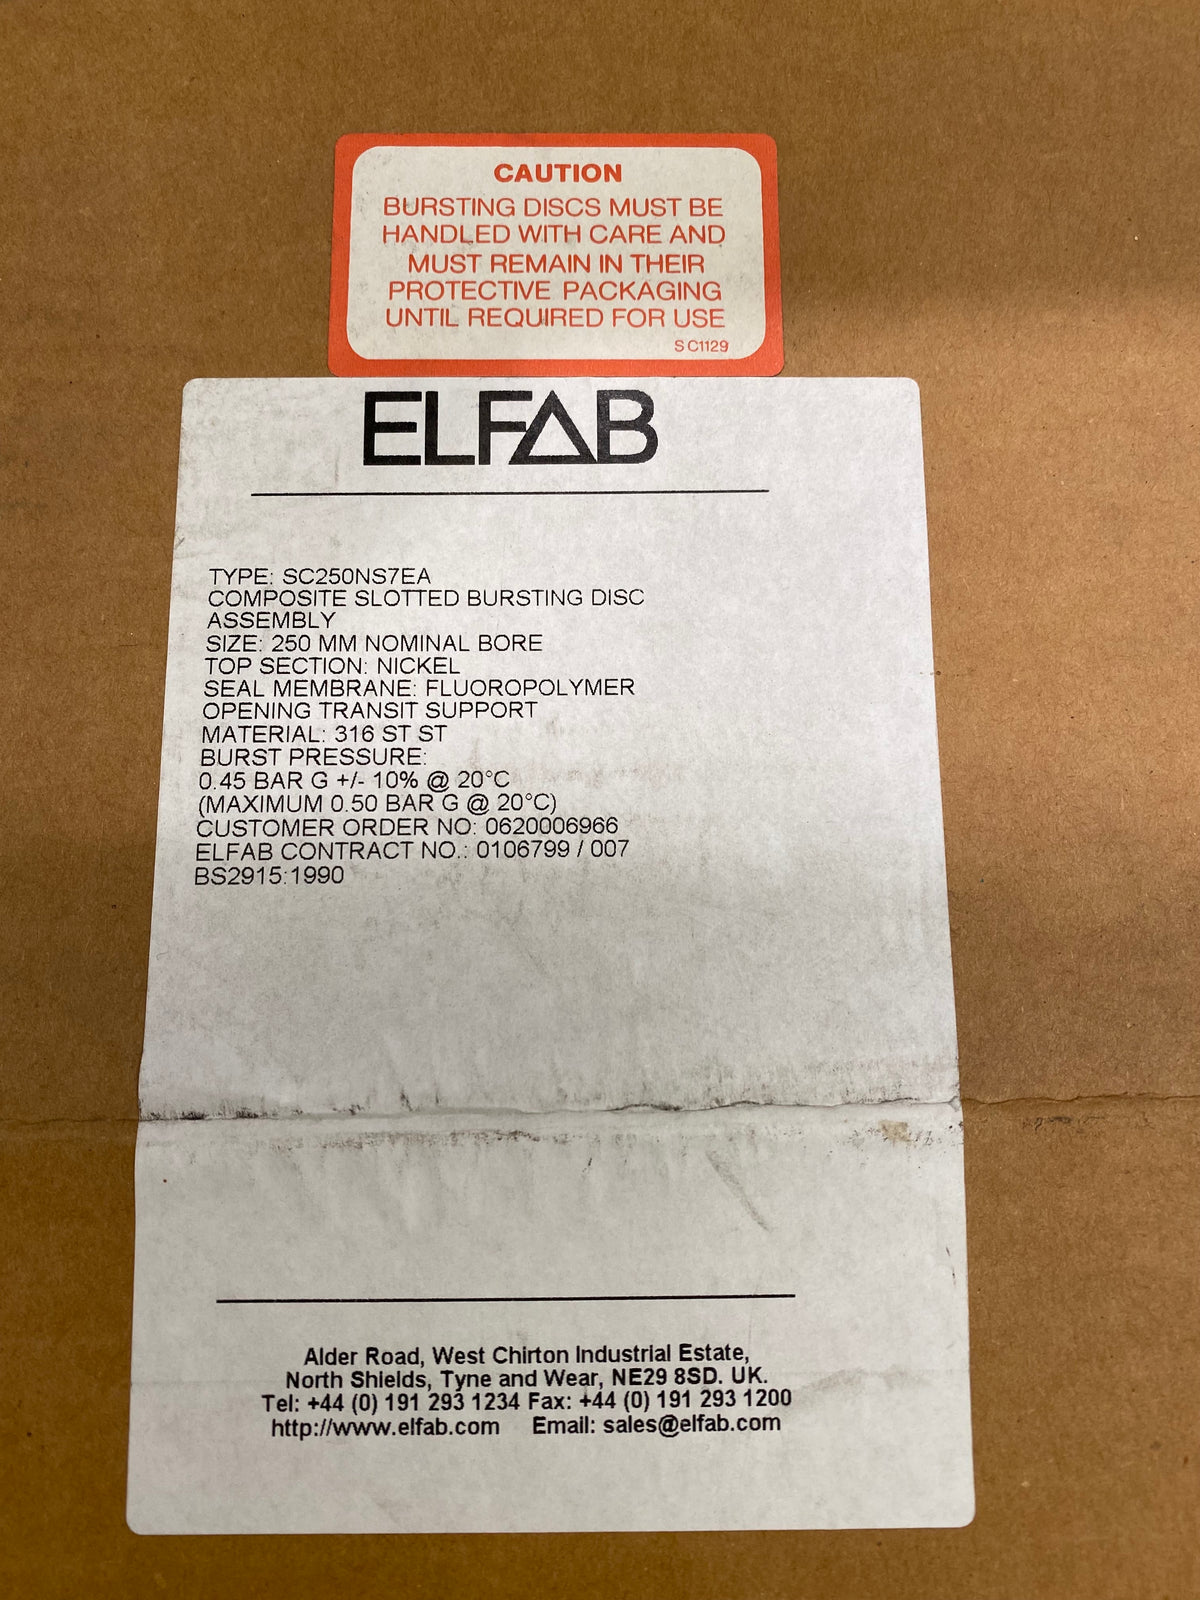 CAUTION
BURSTING DISCS MUST BE
HANDLED WITH CARE AND
MUST REMAIN IN THEIR
PROTECTIVE PACKAGING
UNTIL REQUIRED FOR USE
SC1129
ELFAB
TYPE: SC250NS7EA
COMPOSITE SLOTTED BURSTING DISC
ASSEMBLY
SIZE: 250 MM NOMINAL BORE
TOP SECTION: NICKEL
SEAL MEMBRANE: FLUOROPOLYMER
OPENING TRANSIT SUPPORT
MATERIAL: 316 ST ST
BURST PRESSURE:
0.45 BAR G +/- 10% @ 20°C
(MAXIMUM 0.50 BAR G @ 20°C)
CUSTOMER ORDER NO: 0620006966
ELFAB CONTRACT NO.: 0106799 / 007
BS2915:1990
Alder Road, West Chirton Industrial Estate,
North Shields, Tyne and Wear, NE29 8SD. UK.
Tel: +44 (0) 191 293 1234 Fax: +44 (0) 191 293 1200
http://www.elfab.com Email: sales@elfab.com